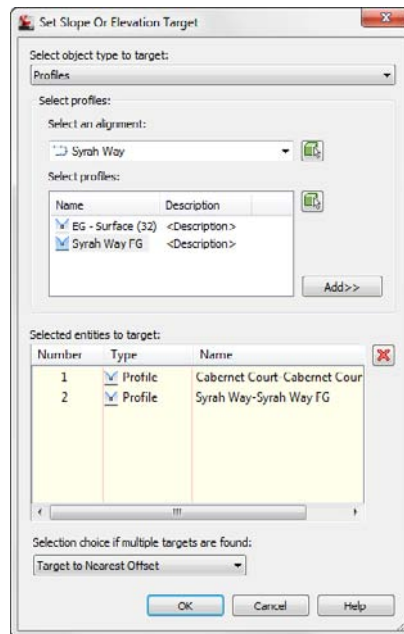 Set Slope Or Elevation Target
Select object type to target:
Profiles
Select profiles:
Select an alignment:
Syrah Way
Select profiles:
Name Description
EG - Surface (32) <Description>
Syrah Way FG <Description>
Add>>
Selected entities to target:
Number Type Name
1 Profile Cabernet Court-Cabernet Cour
2 Profile Syrah Way-Syrah Way FG
Selection choice if multiple targets are found:
Target to Nearest Offset
OK Cancel Help